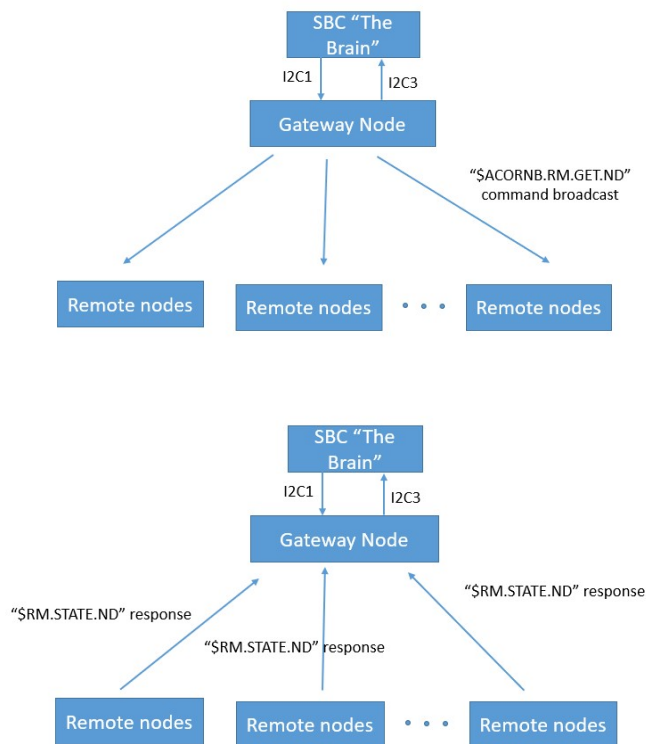 SBC “The
Brain”
I2C1
I2C3
Gateway Node
“$ACORNB.RM.GET.ND”
command broadcast
Remote nodes
Remote nodes
Remote nodes
SBC “The
Brain”
I2C1
I2C3
Gateway Node
“$RM.STATE.ND” response
“$RM.STATE.ND” response
“$RM.STATE.ND” response
Remote nodes
Remote nodes
Remote nodes